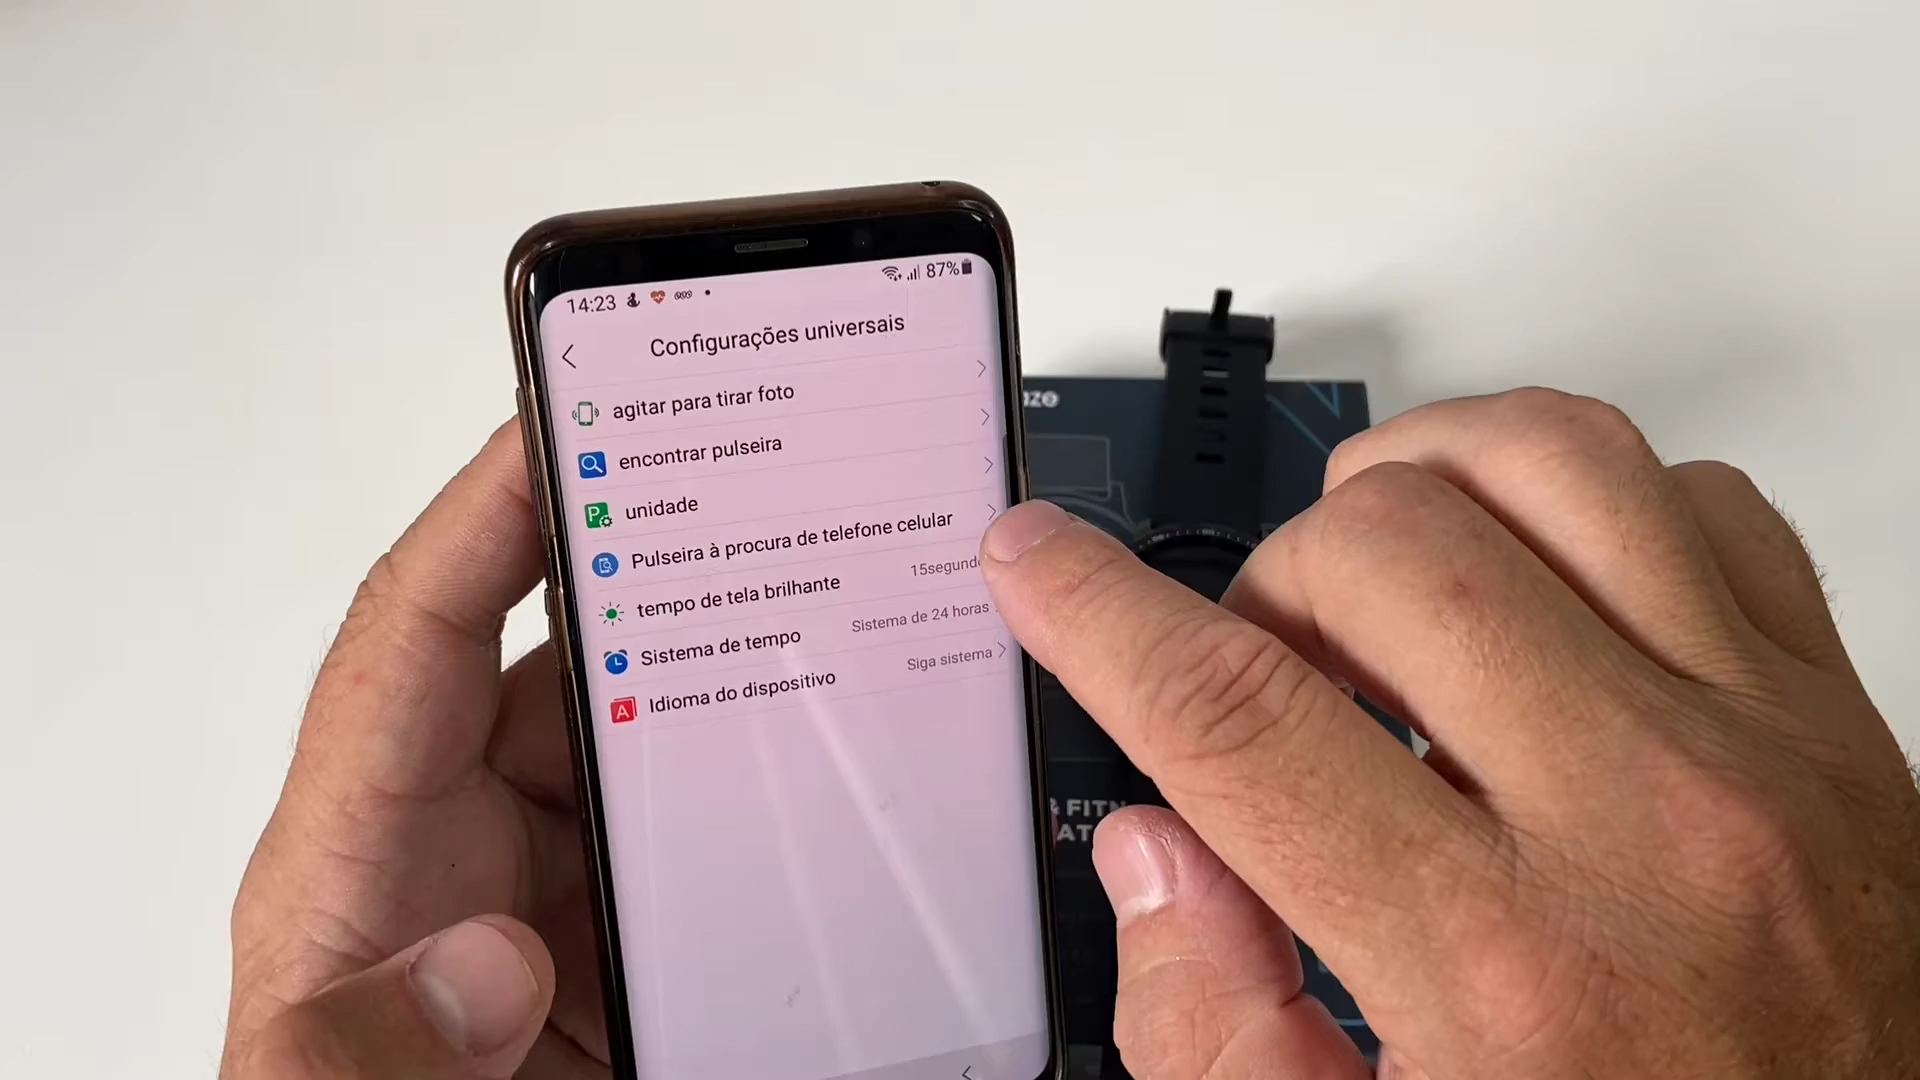 14:23
87%
Configurações universais
agitar para tirar foto
encontrar pulseira
unidade
Pulseira à procura de telefone celular
tempo de tela brilhante 15segund
Sistema de tempo Sistema de 24 horas
Idioma do dispositivo Siga sistema
& FITN